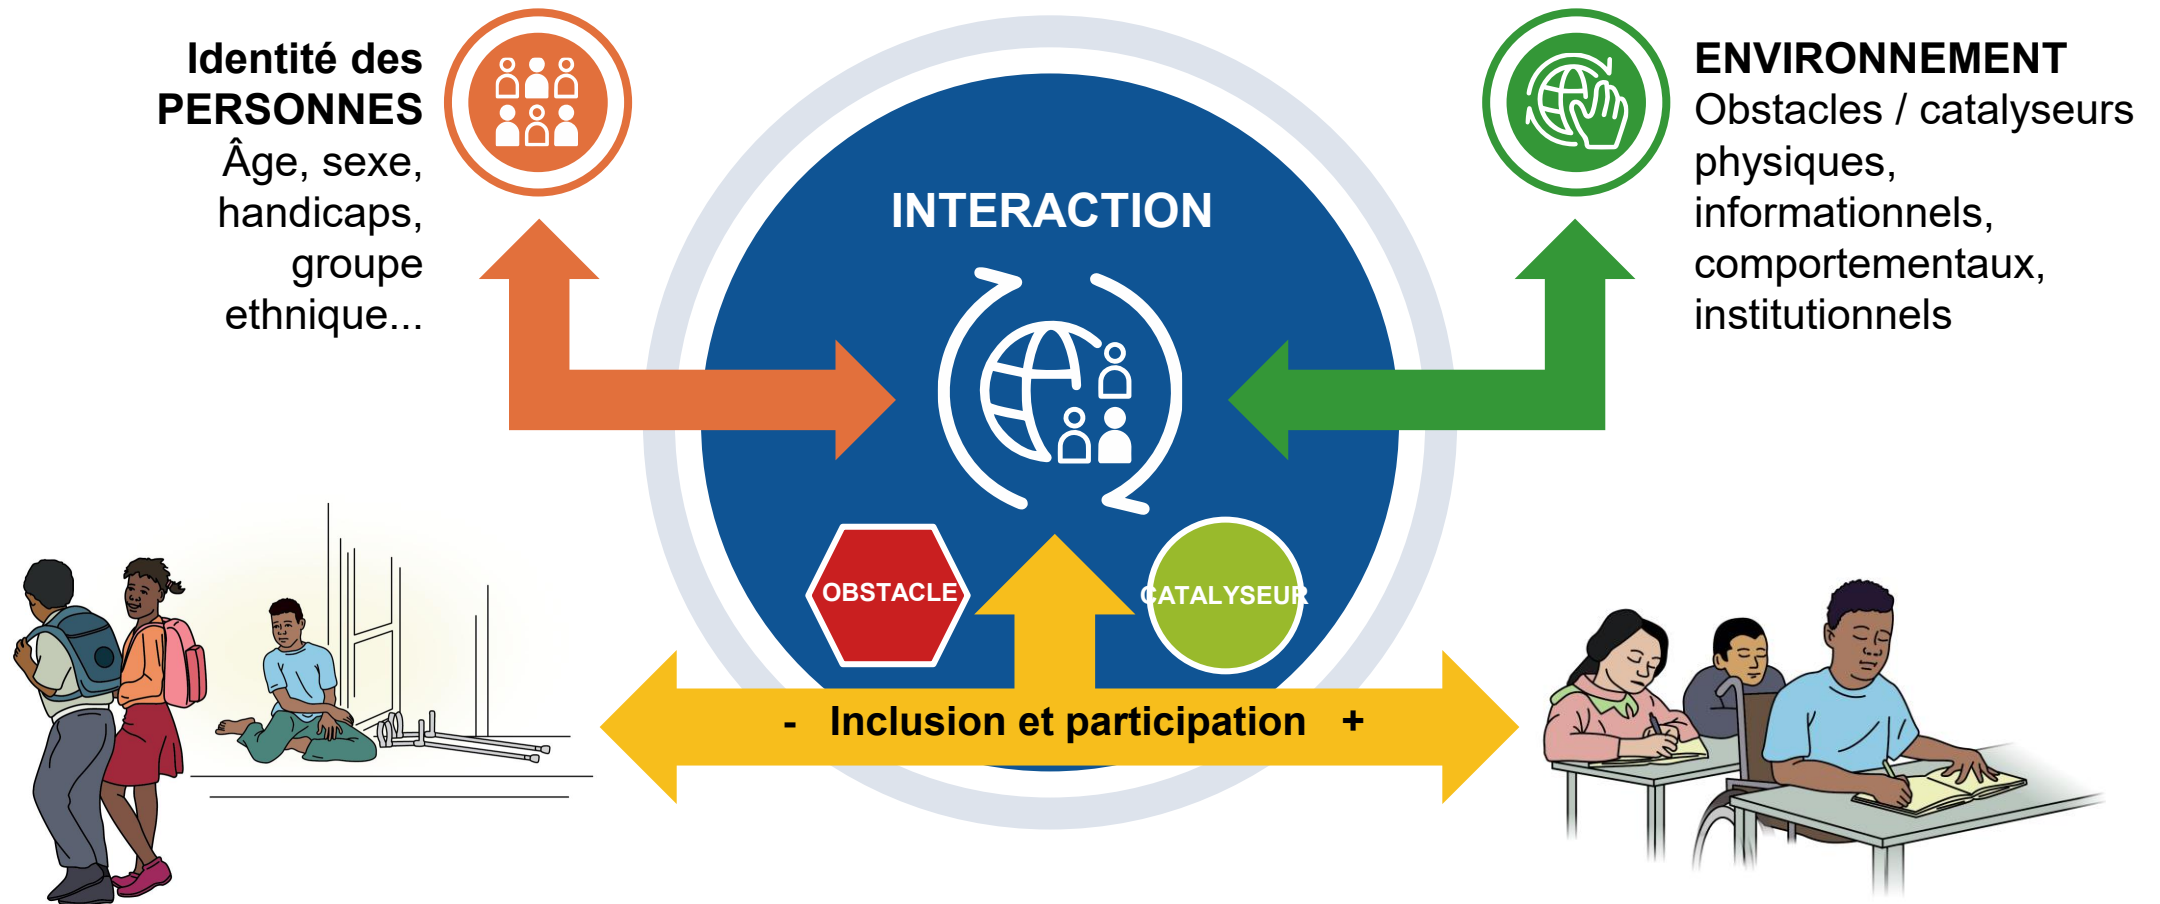 Identité des
PERSONNES
Âge, sexe,
handicaps,
groupe
ethnique...
INTERACTION
ENVIRONNEMENT
Obstacles / catalyseurs
physiques,
informationnels,
comportementaux,
institutionnels
OBSTACLE
CATALYSEUR
- Inclusion et participation +